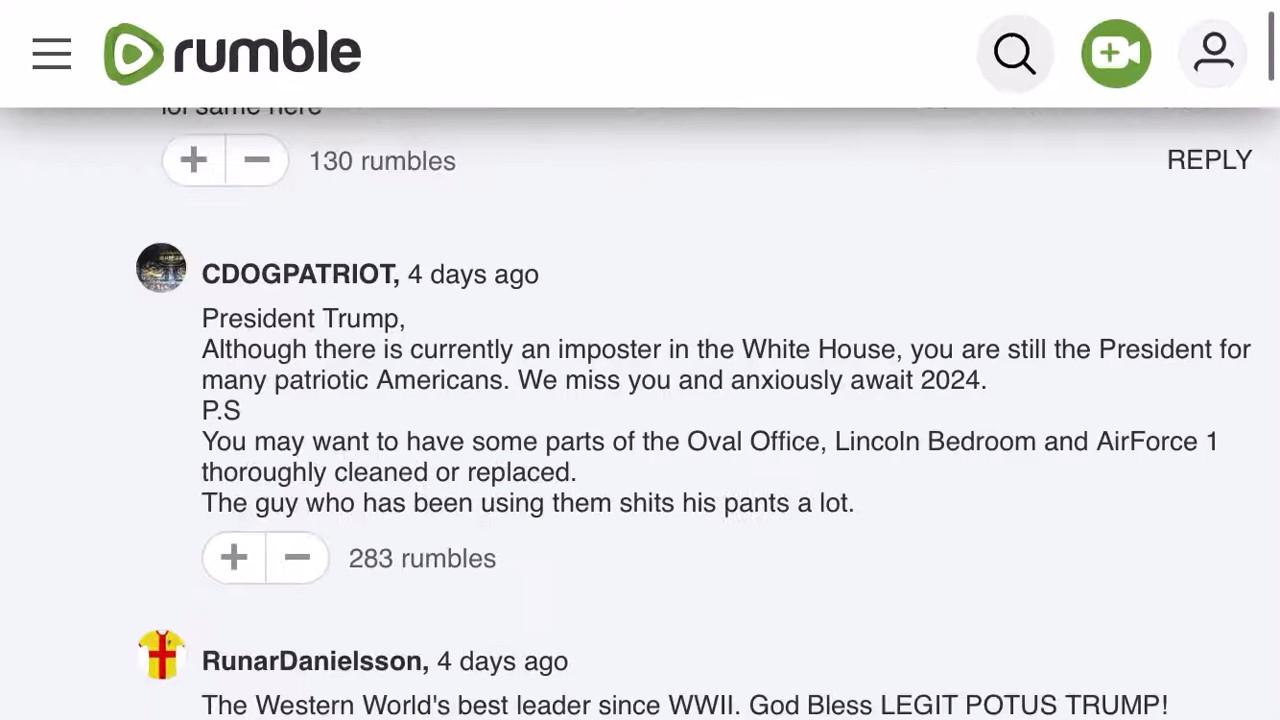 rumble
lol same here
130 rumbles
REPLY
CDOGPATRIOT, 4 days ago
President Trump,
Although there is currently an imposter in the White House, you are still the President for
many patriotic Americans. We miss you and anxiously await 2024.
P.S
You may want to have some parts of the Oval Office, Lincoln Bedroom and AirForce 1
thoroughly cleaned or replaced.
The guy who has been using them shits his pants a lot.
283 rumbles
RunarDanielsson, 4 days ago
The Western World's best leader since WWII. God Bless LEGIT POTUS TRUMP!